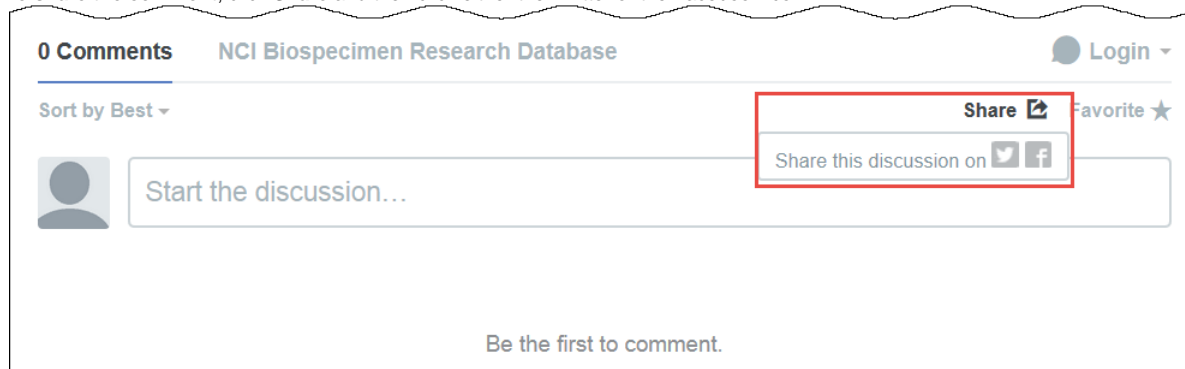 0 Comments NCI Biospecimen Research Database Login
Sort by Best Share Favorite
Share this discussion on
Start the discussion...
Be the first to comment.